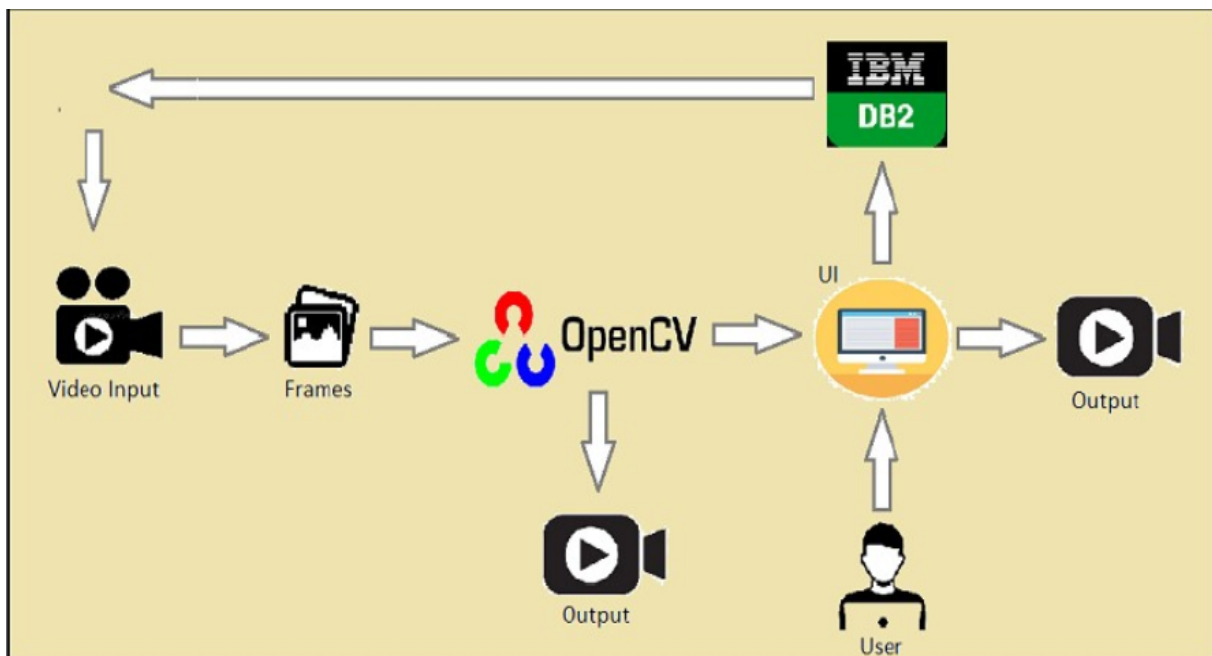 IBM
DB2
UI
OpenCV
Video Input
Frames
Output
Output
User